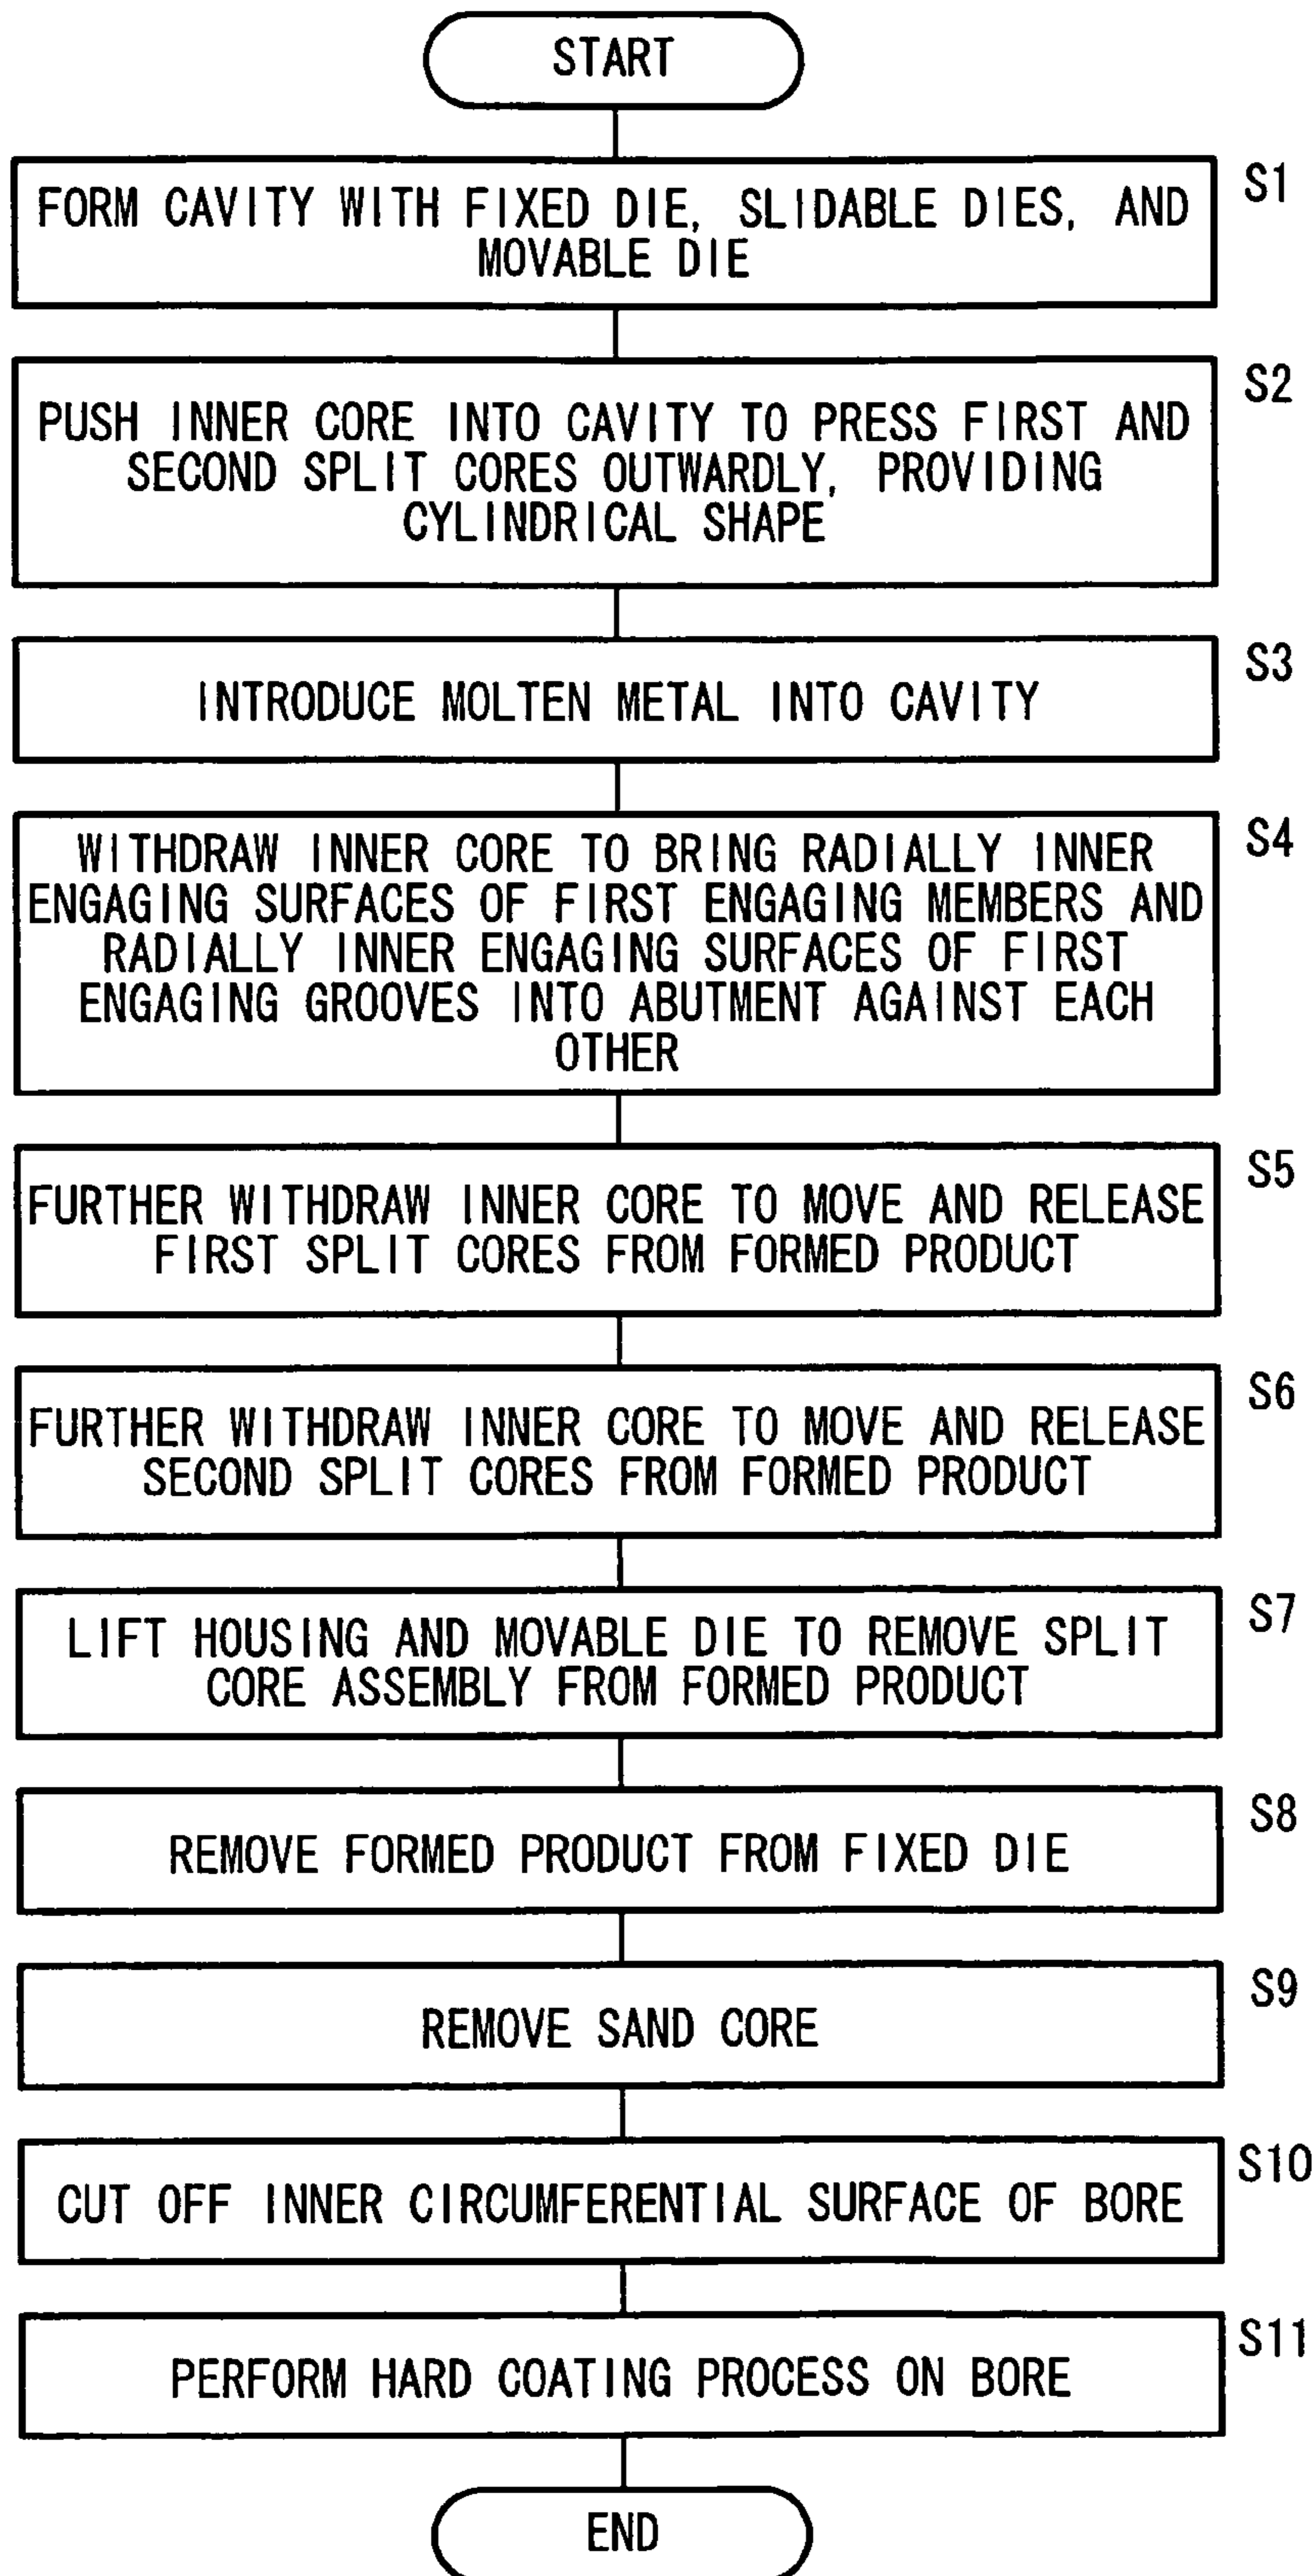 START
S1
FORM CAVITY WITH FIXED DIE, SLIDABLE DIES, AND
MOVABLE DIE
S2
PUSH INNER CORE INTO CAVITY TO PRESS FIRST AND
SECOND SPLIT CORES OUTWARDLY, PROVIDING
CYLINDRICAL SHAPE
S3
INTRODUCE MOLTEN METAL INTO CAVITY
S4
WITHDRAW INNER CORE TO BRING RADIALLY INNER
ENGAGING SURFACES OF FIRST ENGAGING MEMBERS AND
RADIALLY INNER ENGAGING SURFACES OF FIRST
ENGAGING GROOVES INTO ABUTMENT AGAINST EACH
OTHER
S5
FURTHER WITHDRAW INNER CORE TO MOVE AND RELEASE
FIRST SPLIT CORES FROM FORMED PRODUCT
S6
FURTHER WITHDRAW INNER CORE TO MOVE AND RELEASE
SECOND SPLIT CORES FROM FORMED PRODUCT
S7
LIFT HOUSING AND MOVABLE DIE TO REMOVE SPLIT
CORE ASSEMBLY FROM FORMED PRODUCT
S8
REMOVE FORMED PRODUCT FROM FIXED DIE
S9
REMOVE SAND CORE
S10
CUT OFF INNER CIRCUMFERENTIAL SURFACE OF BORE
S11
PERFORM HARD COATING PROCESS ON BORE
END